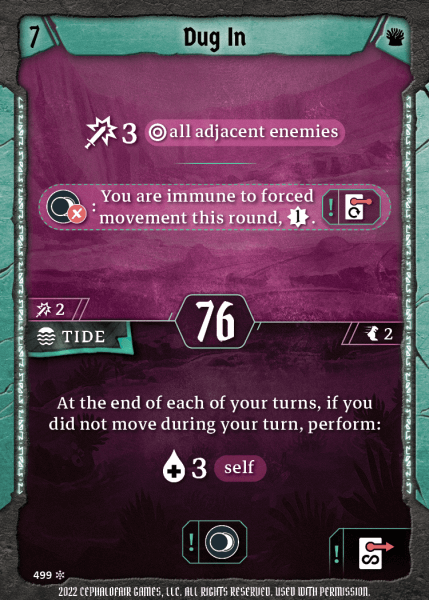 7
Dug In
3 all adjacent enemies
: You are immune to forced
movement this round, 1. !
2
76
TIDE
2
At the end of each of your turns, if you
did not move during your turn, perform:
3 self
!
!
499
2022 CEPHALOFAIR GAMES, LLC. ALL RIGHTS RESERVED. USED WITH PERMISSION.